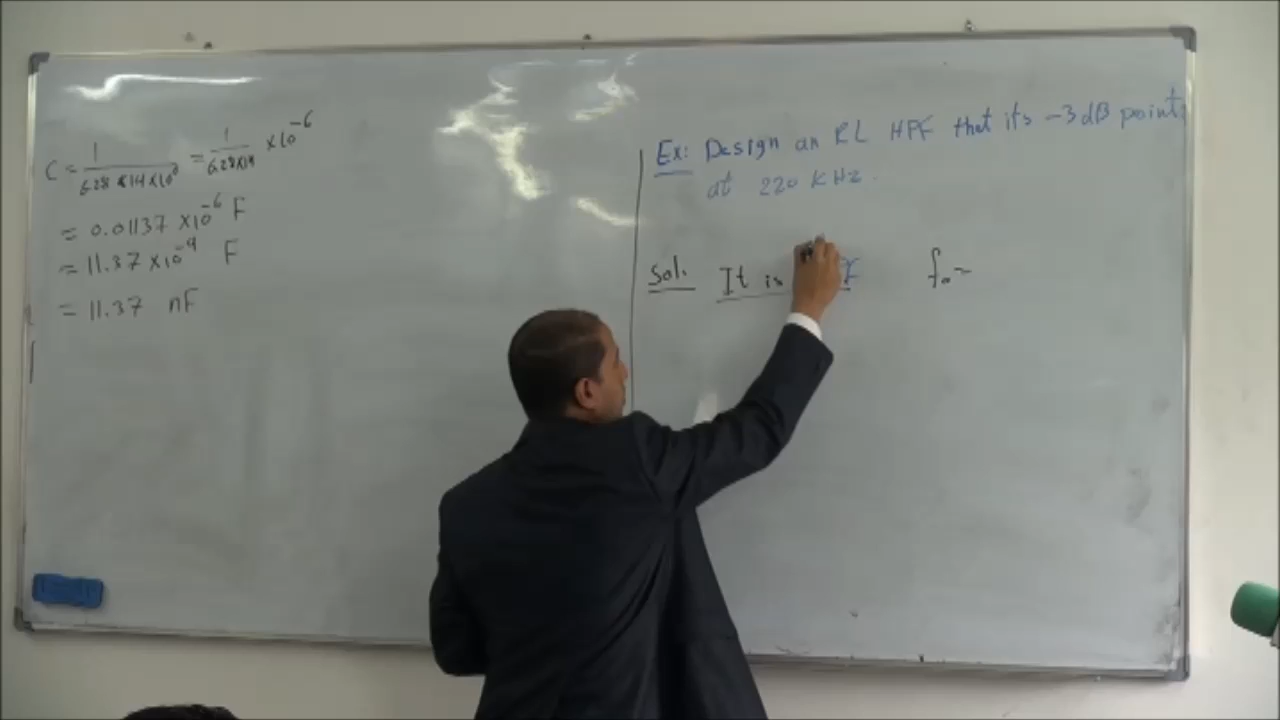 C = 1 / 6.28 × 14 × 10⁶ = 1 / 6.28×14 × 10⁻⁶
= 0.01137 × 10⁻⁶ F
= 11.37 × 10⁻⁹ F
= 11.37 nF
Ex: Design an RL HPF that its -3dB point
at 220 KHz.
Sol. It is f₀ =